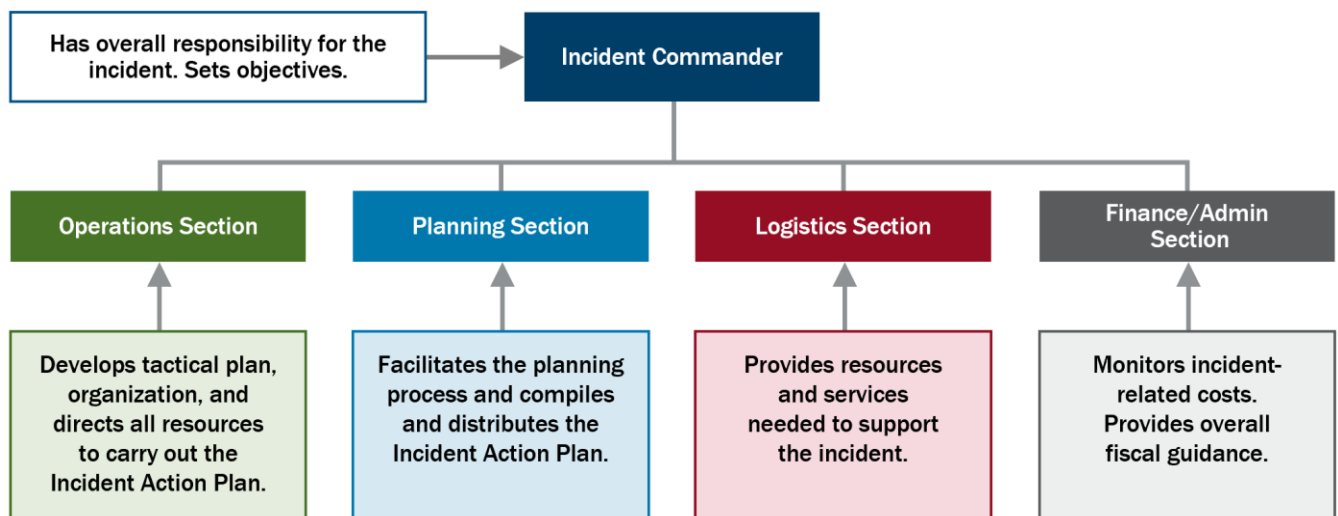 Has overall responsibility for the
incident. Sets objectives.
Incident Commander
Operations Section
Planning Section
Logistics Section
Finance/Admin
Section
Develops tactical plan,
organization, and
directs all resources
to carry out the
Incident Action Plan.
Facilitates the planning
process and compiles
and distributes the
Incident Action Plan.
Provides resources
and services
needed to support
the incident.
Monitors incident-
related costs.
Provides overall
fiscal guidance.